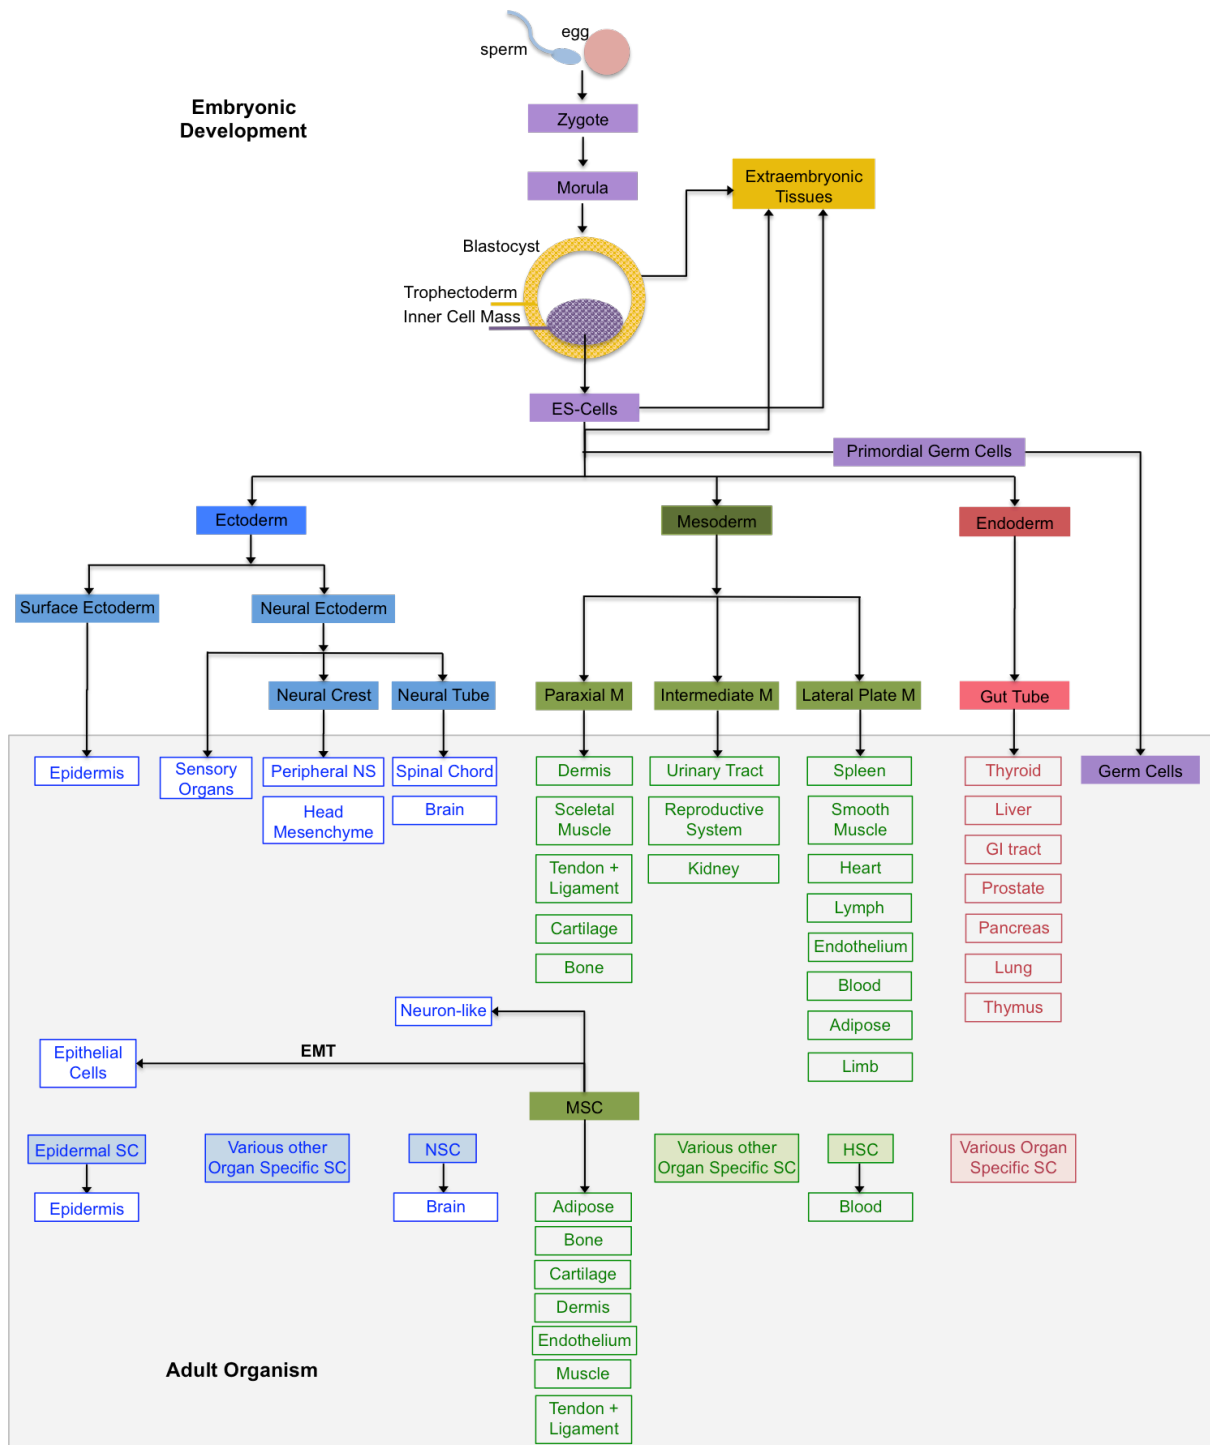 egg
sperm
Embryonic
Development
Zygote
Morula
Extraembryonic
Tissues
Blastocyst
Trophectoderm
Inner Cell Mass
ES-Cells
Primordial Germ Cells
Ectoderm
Mesoderm
Endoderm
Surface Ectoderm
Neural Ectoderm
Neural Crest
Neural Tube
Paraxial M
Intermediate M
Lateral Plate M
Gut Tube
Epidermis
Sensory
Organs
Peripheral NS
Head
Mesenchyme
Spinal Chord
Brain
Dermis
Sceletal
Muscle
Tendon +
Ligament
Cartilage
Bone
Urinary Tract
Reproductive
System
Kidney
Spleen
Smooth
Muscle
Heart
Lymph
Endothelium
Blood
Adipose
Limb
Thyroid
Liver
GI tract
Prostate
Pancreas
Lung
Thymus
Germ Cells
Neuron-like
EMT
Epithelial
Cells
MSC
Epidermal SC
Epidermis
Various other
Organ Specific SC
NSC
Brain
Various other
Organ Specific SC
HSC
Blood
Various Organ
Specific SC
Adipose
Bone
Cartilage
Dermis
Endothelium
Muscle
Tendon +
Ligament
Adult Organism